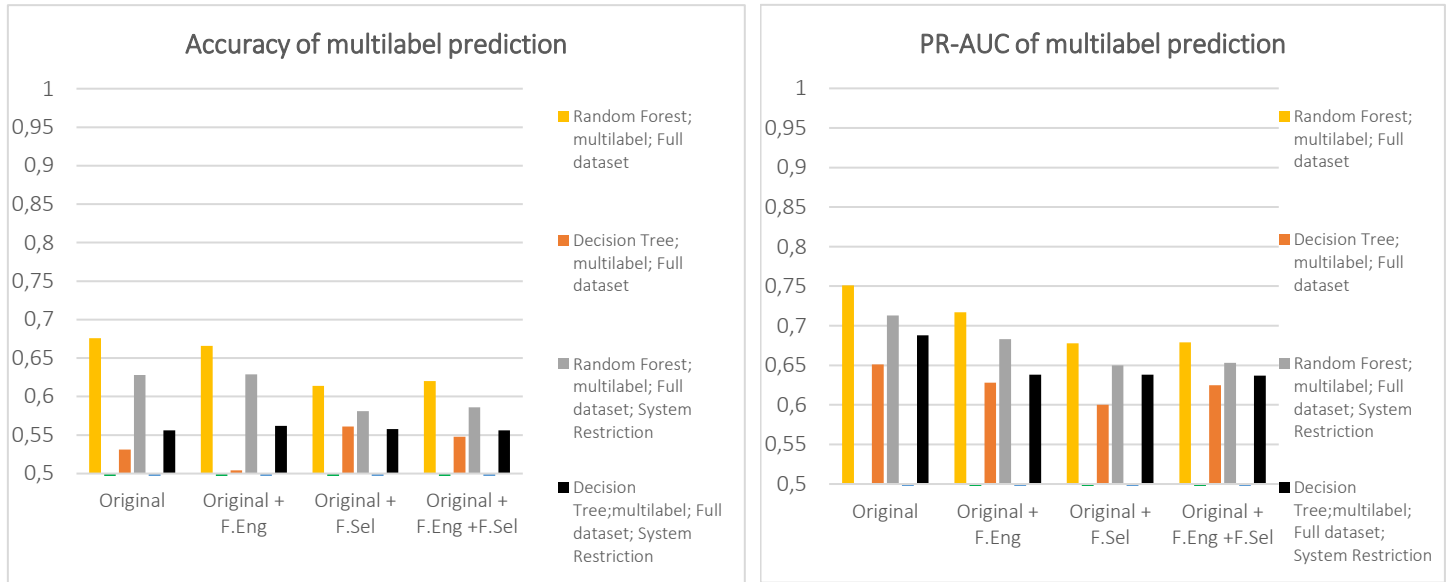 Accuracy of multilabel prediction
1
0,95
0,9
0,85
0,8
0,75
0,7
0,65
0,6
0,55
0,5
Original
Original +
F.Eng
Original +
F.Sel
Original +
F.Eng +F.Sel
Random Forest;
multilabel; Full
dataset
Decision Tree;
multilabel; Full
dataset
Random Forest;
multilabel; Full
dataset; System
Restriction
Decision
Tree;multilabel; Full
dataset; System
Restriction
PR-AUC of multilabel prediction
1
0,95
0,9
0,85
0,8
0,75
0,7
0,65
0,6
0,55
0,5
Original
Original +
F.Eng
Original +
F.Sel
Original +
F.Eng +F.Sel
Random Forest;
multilabel; Full
dataset
Decision Tree;
multilabel; Full
dataset
Random Forest;
multilabel; Full
dataset; System
Restriction
Decision
Tree;multilabel;
Full dataset;
System Restriction